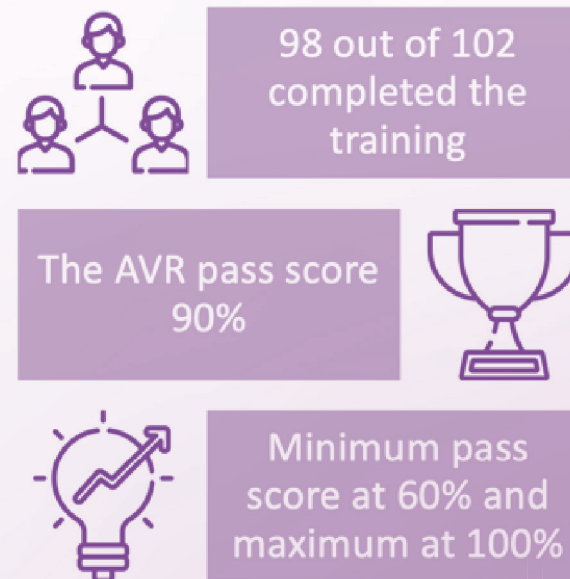 98 out of 102
completed the
training
The AVR pass score
90%
Minimum pass
score at 60% and
maximum at 100%